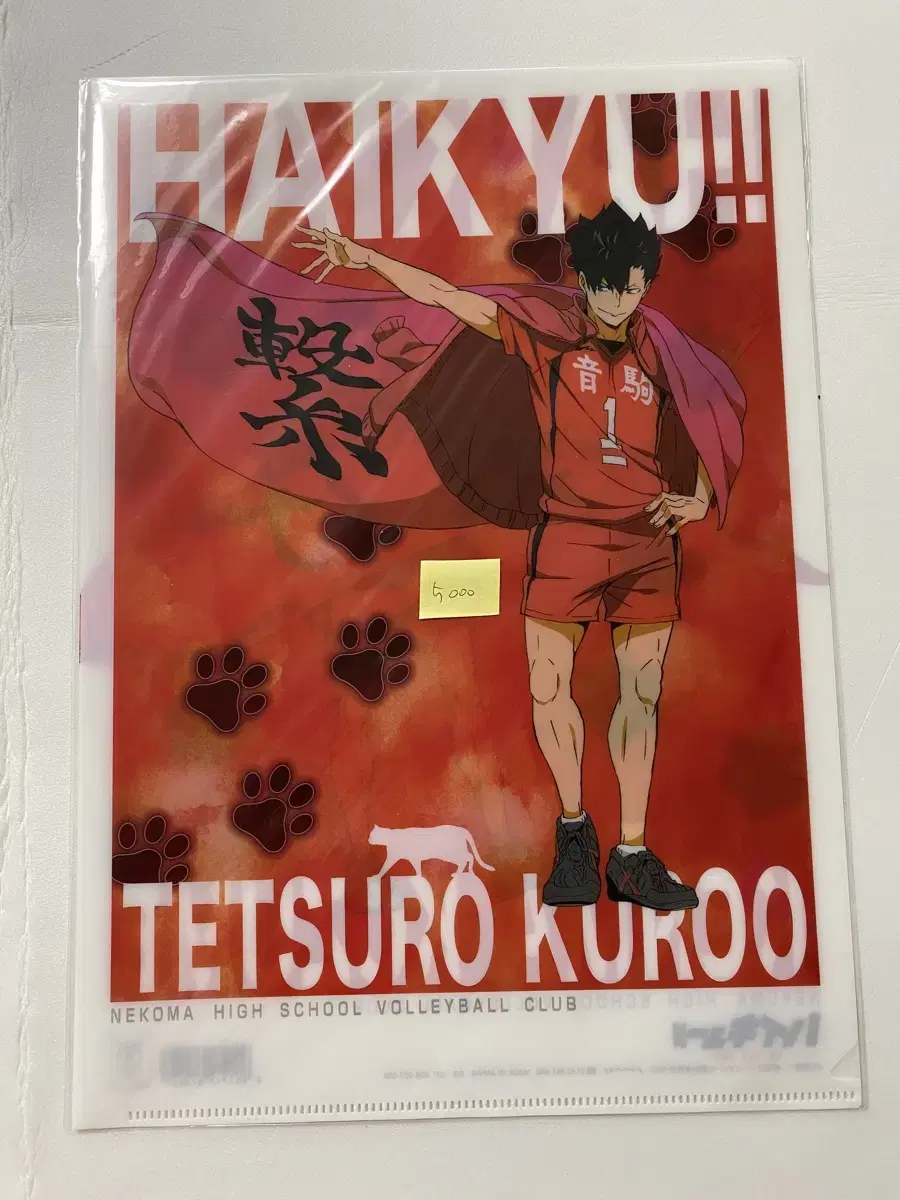 HAIKYU!!
繋
音駒
1
5000
TETSURO KUROO
NEKOMA HIGH SCHOOL VOLLEYBALL CLUB